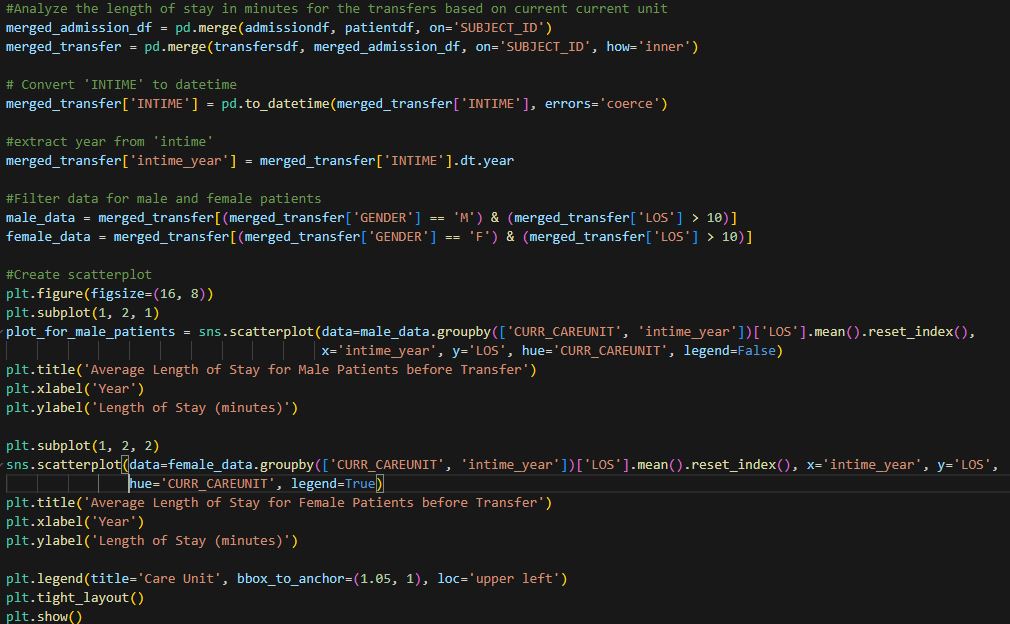 #Analyze the length of stay in minutes for the transfers based on current current unit
merged_admission_df = pd.merge(admissiondf, patientdf, on='SUBJECT_ID')
merged_transfer = pd.merge(transfersdf, merged_admission_df, on='SUBJECT_ID', how='inner')

# Convert 'INTIME' to datetime
merged_transfer['INTIME'] = pd.to_datetime(merged_transfer['INTIME'], errors='coerce')

#extract year from 'intime'
merged_transfer['intime_year'] = merged_transfer['INTIME'].dt.year

#Filter data for male and female patients
male_data = merged_transfer[(merged_transfer['GENDER'] == 'M') & (merged_transfer['LOS'] > 10)]
female_data = merged_transfer[(merged_transfer['GENDER'] == 'F') & (merged_transfer['LOS'] > 10)]

#Create scatterplot
plt.figure(figsize=(16, 8))
plt.subplot(1, 2, 1)
plot_for_male_patients = sns.scatterplot(data=male_data.groupby(['CURR_CAREUNIT', 'intime_year'])['LOS'].mean().reset_index(),
                                         x='intime_year', y='LOS', hue='CURR_CAREUNIT', legend=False)
plt.title('Average Length of Stay for Male Patients before Transfer')
plt.xlabel('Year')
plt.ylabel('Length of Stay (minutes)')

plt.subplot(1, 2, 2)
sns.scatterplot(data=female_data.groupby(['CURR_CAREUNIT', 'intime_year'])['LOS'].mean().reset_index(), x='intime_year', y='LOS',
                hue='CURR_CAREUNIT', legend=True)
plt.title('Average Length of Stay for Female Patients before Transfer')
plt.xlabel('Year')
plt.ylabel('Length of Stay (minutes)')

plt.legend(title='Care Unit', bbox_to_anchor=(1.05, 1), loc='upper left')
plt.tight_layout()
plt.show()